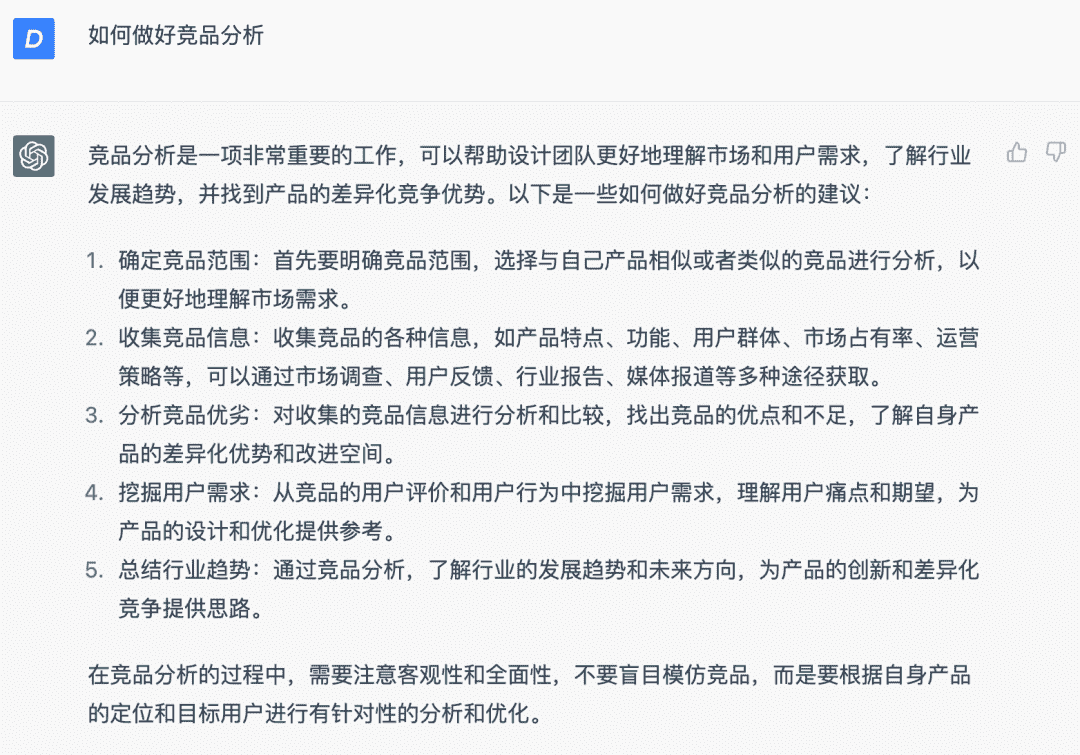 D
如何做好竞品分析
竞品分析是一项非常重要的工作，可以帮助设计团队更好地理解市场和用户需求，了解行业
发展趋势，并找到产品的差异化竞争优势。以下是一些如何做好竞品分析的建议：
1. 确定竞品范围：首先要明确竞品范围，选择与自己产品相似或者类似的竞品进行分析，以
便更好地理解市场需求。
2. 收集竞品信息：收集竞品的各种信息，如产品特点、功能、用户群体、市场占有率、运营
策略等，可以通过市场调查、用户反馈、行业报告、媒体报道等多种途径获取。
3. 分析竞品优劣：对收集的竞品信息进行分析和比较，找出竞品的优点和不足，了解自身产
品的差异化优势和改进空间。
4. 挖掘用户需求：从竞品的用户评价和用户行为中挖掘用户需求，理解用户痛点和期望，为
产品的设计和优化提供参考。
5. 总结行业趋势：通过竞品分析，了解行业的发展趋势和未来方向，为产品的创新和差异化
竞争提供思路。
在竞品分析的过程中，需要注意客观性和全面性，不要盲目模仿竞品，而是要根据自身产品
的定位和目标用户进行有针对性的分析和优化。